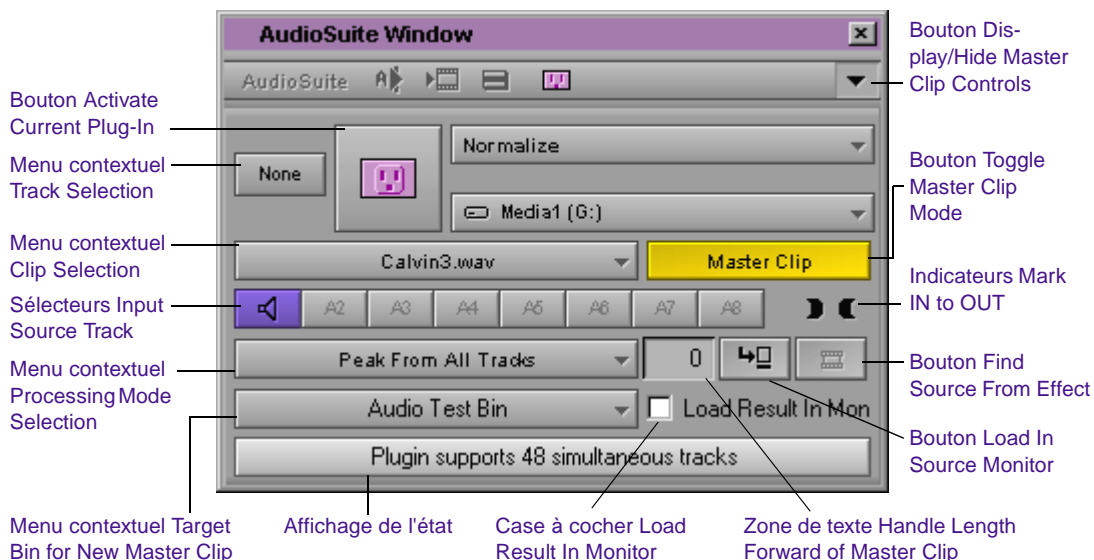 AudioSuite Window
AudioSuite
Bouton Dis-
play/Hide Master
Clip Controls
Bouton Activate
Current Plug-In
Menu contextuel
Track Selection
None
Normalize
Media1 (G:)
Bouton Toggle
Master Clip
Mode
Menu contextuel
Clip Selection
Calvin3.wav
Master Clip
Sélecteurs Input
Source Track
A2 A3 A4 A5 A6 A7 A8
Indicateurs Mark
IN to OUT
Menu contextuel
Processing Mode
Selection
Peak From All Tracks
0
Bouton Find
Source From Effect
Audio Test Bin
Load Result In Mon
Bouton Load In
Source Monitor
Plugin supports 48 simultaneous tracks
Menu contextuel Target
Bin for New Master Clip
Affichage de l'état
Case à cocher Load
Result In Monitor
Zone de texte Handle Length
Forward of Master Clip